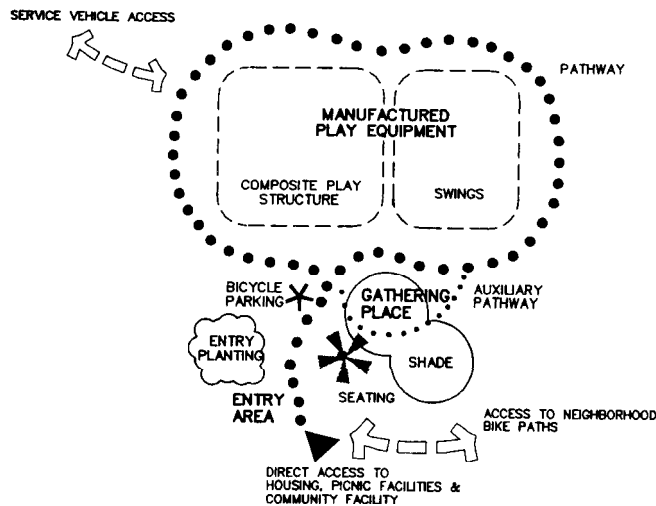 SERVICE VEHICLE ACCESS
PATHWAY
MANUFACTURED
PLAY EQUIPMENT
COMPOSITE PLAY
STRUCTURE
SWINGS
BICYCLE
PARKING
GATHERING
PLACE
AUXILIARY
PATHWAY
ENTRY
PLANTING
SHADE
SEATING
ENTRY
AREA
ACCESS TO NEIGHBORHOOD
BIKE PATHS
DIRECT ACCESS TO
HOUSING, PICNIC FACILITIES &
COMMUNITY FACILITY